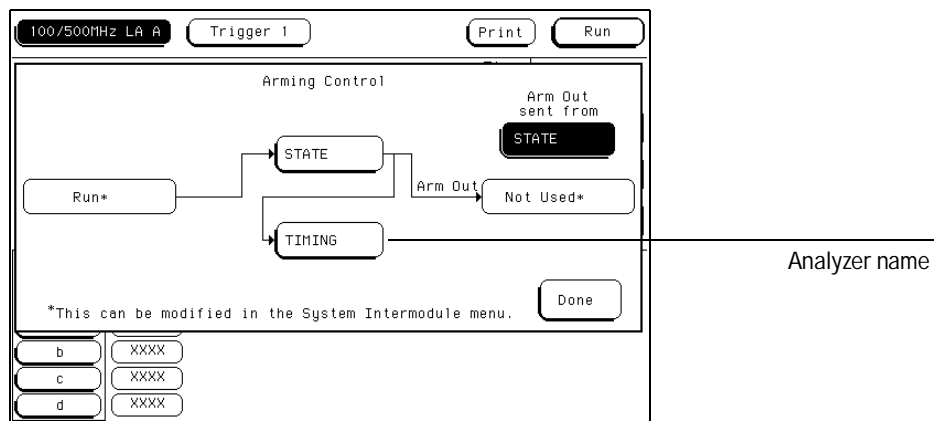 100/500MHz LA A
Trigger 1
Print
Run
Arming Control
Arm Out
sent from
STATE
STATE
Run*
Arm Out
Not Used*
TIMING
Analyzer name
Done
*This can be modified in the System Intermodule menu.
b XXXX
c XXXX
d XXXX